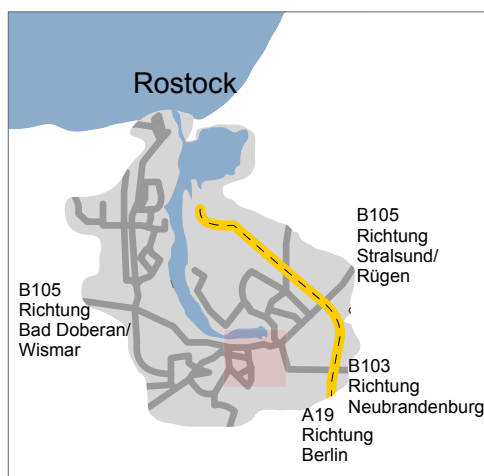 Rostock
B105
Richtung
Stralsund/
Rügen
B105
Richtung
Bad Doberan/
Wismar
B103
Richtung
Neubrandenburg
A19
Richtung
Berlin